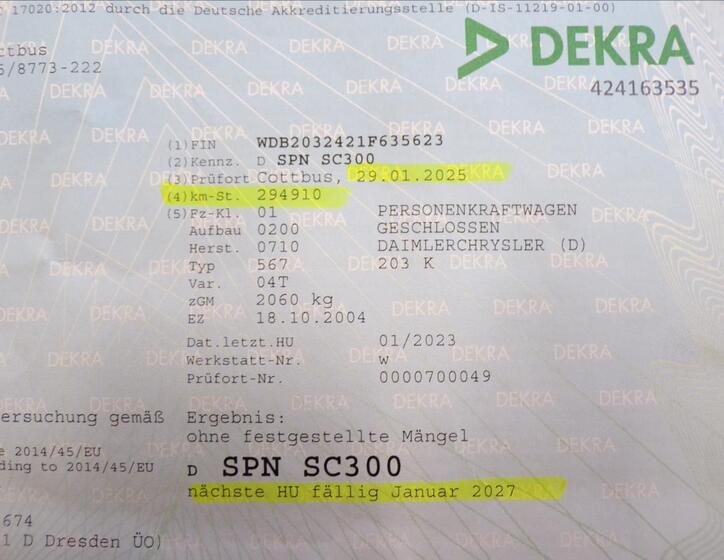 17020:2012 durch die Deutsche Akkreditierungsstelle (D-IS-11219-01-00)
DEKRA
424163535
/8773-222
(1) FIN WDB2032421F635623
(2) Kennz. D SPN SC300
(3) Prüfort Cottbus, 29.01.2025
(4) km-St. 294910
(5) Fz-Kl. 01 PERSONENKRAFTWAGEN
Aufbau 0200 GESCHLOSSEN
Herst. 0710 DAIMLERCHRYSLER (D)
Typ 567 203 K
Var. 04T
zGM 2060 kg
EZ 18.10.2004
Dat.letzt.HU 01/2023
Werkstatt-Nr. w
Prüfort-Nr. 0000700049
ersuchung gemäß Ergebnis:
ohne festgestellte Mängel
2014/45/EU
ding to 2014/45/EU D SPN SC300
nächste HU fällig Januar 2027
674
1 D Dresden ÜO)